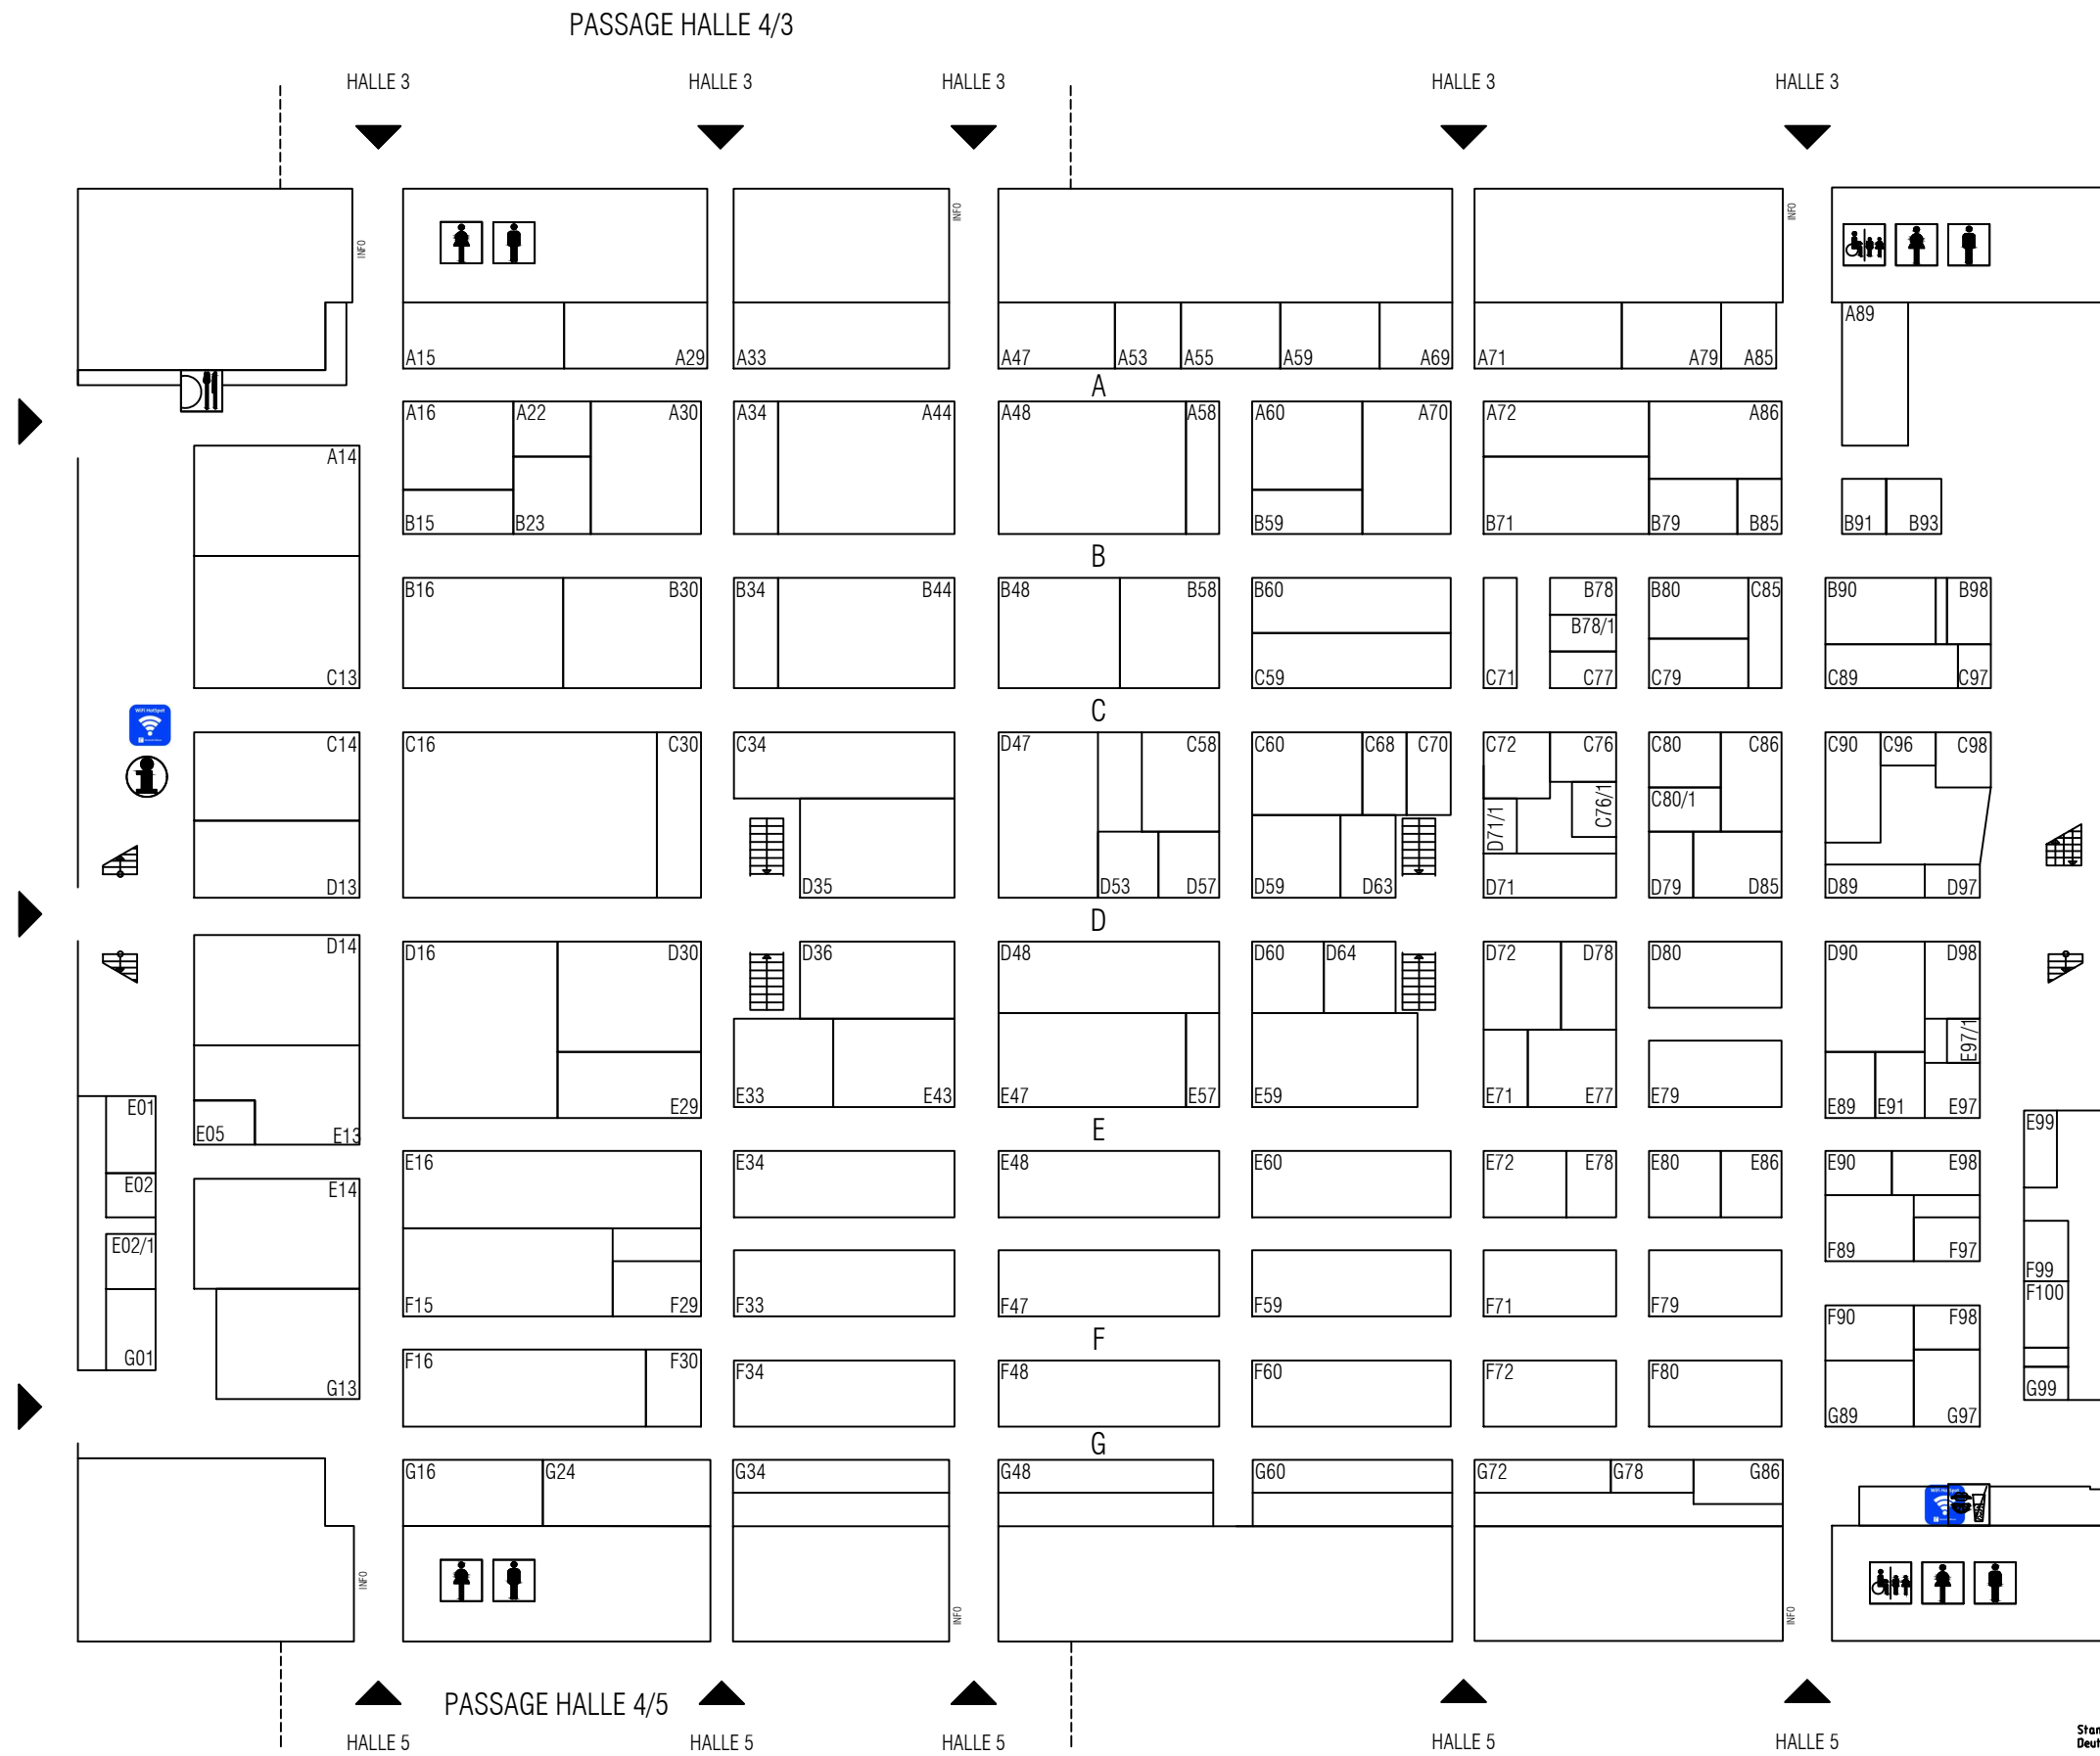 PASSAGE HALLE 4/3
HALLE 3 HALLE 3 HALLE 3 HALLE 3 HALLE 3
INFO INFO INFO
A89
A15 A29 A33 A47 A53 A55 A59 A69 A71 A79 A85
A
A16 A22 A30 A34 A44 A48 A58 A60 A70 A72 A86
A14
B15 B23 B59 B71 B79 B85 B91 B93
B
B16 B30 B34 B44 B48 B58 B60 B78 B80 C85 B90 B98
B78/1
C13 C59 C71 C77 C79 C89 C97
WiFi HotSpot
C
C14 C16 C30 C34 D47 C58 C60 C68 C70 C72 C76 C80 C86 C90 C96 C98
C80/1
C76/1
D71/1
D13 D35 D53 D57 D59 D63 D71 D79 D85 D89 D97
D
D14 D16 D30 D36 D48 D60 D64 D72 D78 D80 D90 D98
E97/1
E29 E33 E43 E47 E57 E59 E71 E77 E79 E89 E91 E97
E01
E05 E13
E99
E
E16 E34 E48 E60 E72 E78 E80 E86 E90 E98
E02 E14
E02/1 F89 F97
F99
F100
F15 F29 F33 F47 F59 F71 F79 F90 F98
F
G01 F16 F30 F34 F48 F60 F72 F80
G13 G99
G89 G97
G
G16 G24 G34 G48 G60 G72 G78 G86
WiFi HotSpot
INFO INFO INFO
PASSAGE HALLE 4/5
HALLE 5 HALLE 5 HALLE 5 HALLE 5 HALLE 5